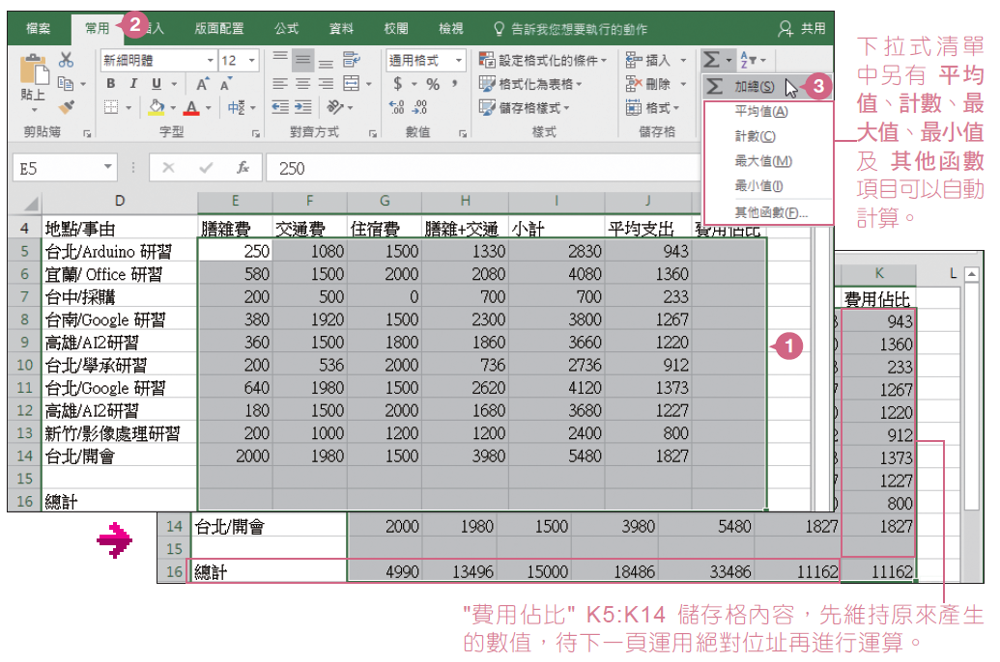 檔案 常用 插入 版面配置 公式 資料 校閱 檢視 告訴我您想要執行的動作 共用
2
貼上
剪貼簿
新細明體 12
B I U A A
A 中
字型
對齊方式
通用格式
$ % ,
.00 .00
數值
設定格式化的條件
格式化為表格
儲存格樣式
樣式
插入
刪除
格式
儲存格
Σ
加總(S) 3
平均值(A)
計數(C)
最大值(M)
最小值(I)
其他函數(F)...
下拉式清單
中另有 平均
值、計數、最
大值、最小值
及 其他函數
項目可以自動
計算。
E5 fx 250
D E F G H I J
4 地點/事由 膳雜費 交通費 住宿費 膳雜+交通 小計 平均支出 費用佔比
5 台北/Arduino 研習 250 1080 1500 1330 2830 943
6 宜蘭/ Office 研習 580 1500 2000 2080 4080 1360
7 台中/採購 200 500 0 700 700 233
8 台南/Google 研習 380 1920 1500 2300 3800 1267
9 高雄/AI2研習 360 1500 1800 1860 3660 1220
10 台北/學承研習 200 536 2000 736 2736 912
11 台北/Google 研習 640 1980 1500 2620 4120 1373
12 高雄/AI2研習 180 1500 2000 1680 3680 1227
13 新竹/影像處理研習 200 1000 1200 1200 2400 800
14 台北/開會 2000 1980 1500 3980 5480 1827
15
16 總計
1
K L
費用佔比
943
1360
233
1267
1220
912
1373
1227
800
14 台北/開會 2000 1980 1500 3980 5480 1827 1827
15
16 總計 4990 13496 15000 18486 33486 11162 11162
"費用佔比" K5:K14 儲存格內容，先維持原來產生
的數值，待下一頁運用絕對位址再進行運算。